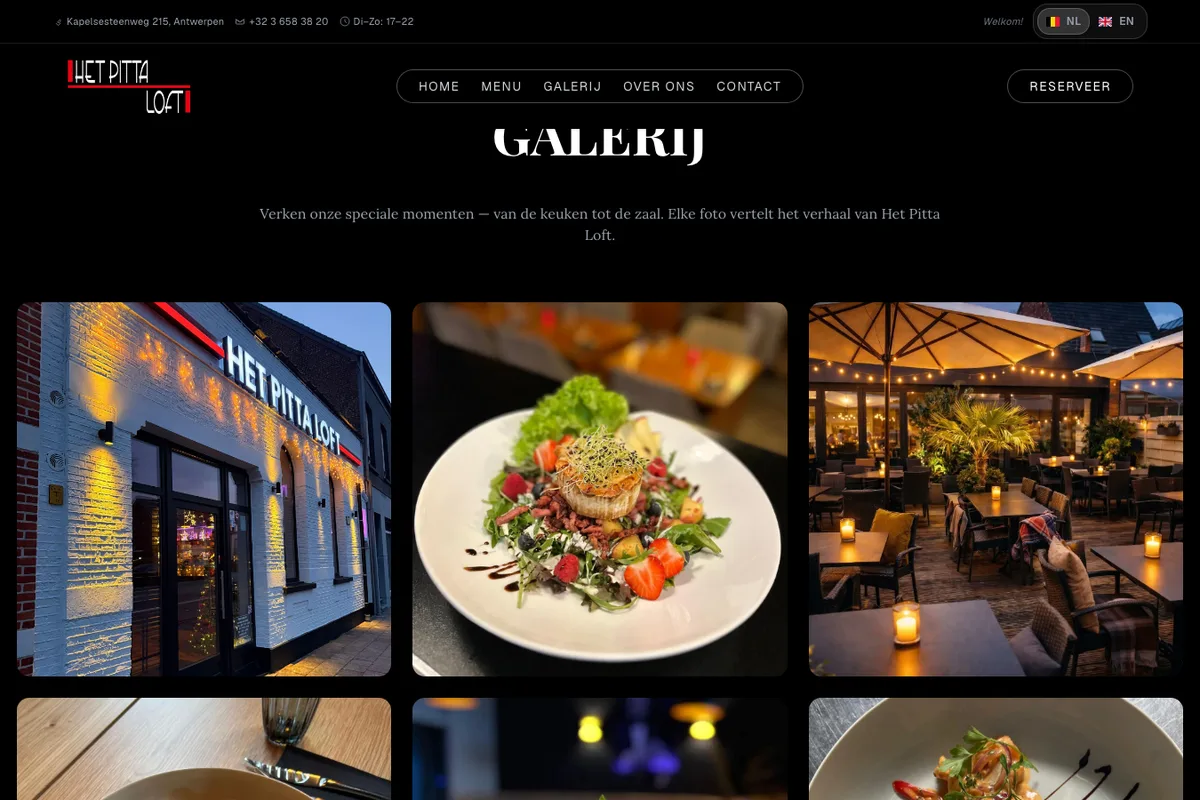 Kapelsesteenweg 215, Antwerpen +32 3 658 38 20 Di–Zo: 17–22 Welkom! NL EN
HET PITTA
LOFT
HOME MENU GALERIJ OVER ONS CONTACT
RESERVEER
GALERIJ
Verken onze speciale momenten — van de keuken tot de zaal. Elke foto vertelt het verhaal van Het Pitta
Loft.
HET PITTA LOFT